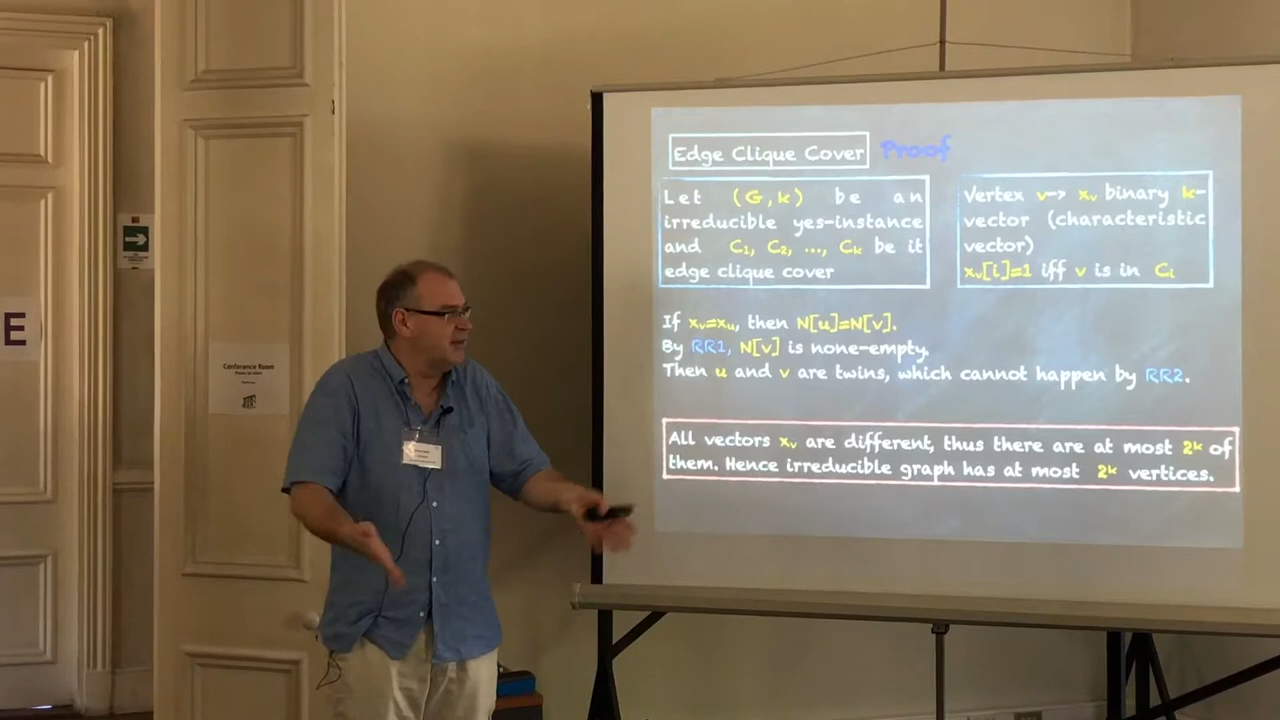 E
Conference Room
Edge Clique Cover
Proof
Let (G,k) be an
irreducible yes-instance
and C₁, C₂, ..., Cₖ be it
edge clique cover
Vertex v-> xᵥ binary k-
vector (characteristic
vector)
xᵥ[i]=1 iff v is in Cᵢ
If xᵥ=xᵤ, then N[u]=N[v].
By RR1, N[v] is none-empty.
Then u and v are twins, which cannot happen by RR2.
All vectors xᵥ are different, thus there are at most 2ᵏ of
them. Hence irreducible graph has at most 2ᵏ vertices.